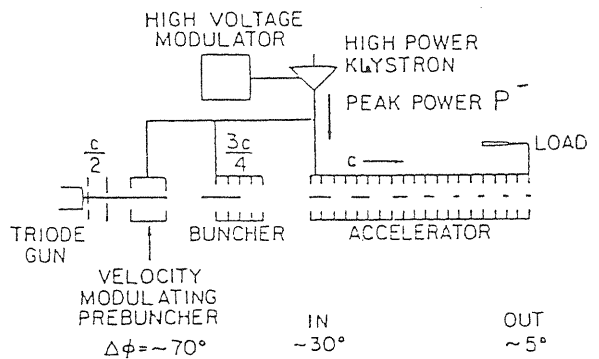 HIGH VOLTAGE
MODULATOR
HIGH POWER
KLYSTRON
PEAK POWER P
c/2
3c/4
c
LOAD
TRIODE
GUN
BUNCHER
ACCELERATOR
VELOCITY
MODULATING
PREBUNCHER
Δϕ=~70°
IN
~30°
OUT
~5°